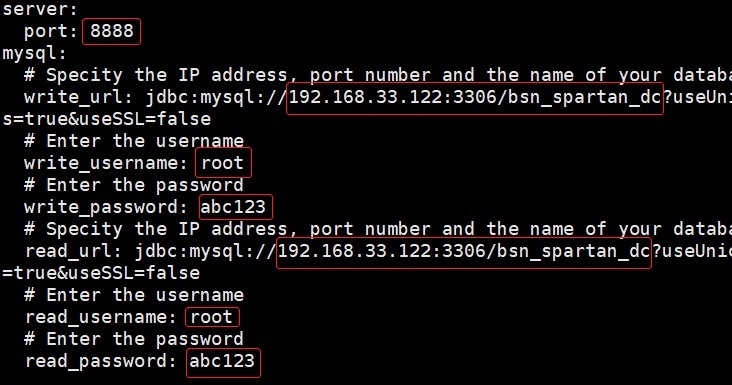 server:
  port: 8888
mysql:
  # Specity the IP address, port number and the name of your databa
  write_url: jdbc:mysql://192.168.33.122:3306/bsn_spartan_dc?useUni
s=true&useSSL=false
  # Enter the username
  write_username: root
  # Enter the password
  write_password: abc123
  # Specity the IP address, port number and the name of your databa
  read_url: jdbc:mysql://192.168.33.122:3306/bsn_spartan_dc?useUnic
=true&useSSL=false
  # Enter the username
  read_username: root
  # Enter the password
  read_password: abc123